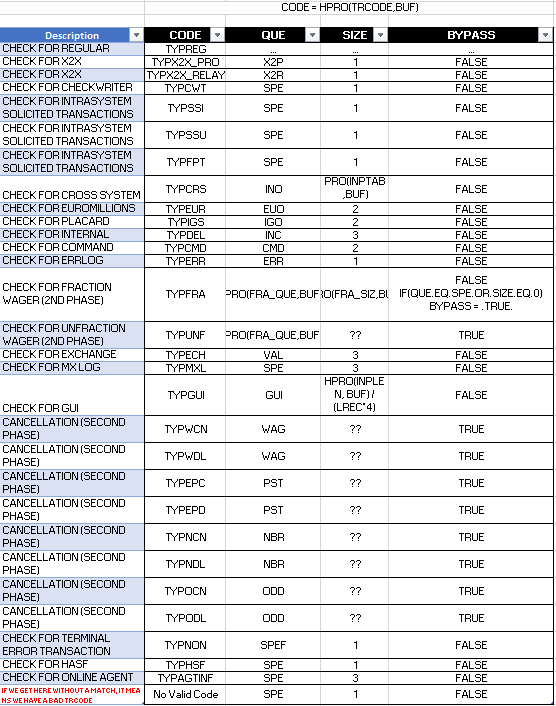 CODE = HPRO(TRCODE,BUF)
Description CODE QUE SIZE BYPASS
CHECK FOR REGULAR TYPREG ... ... ...
CHECK FOR X2X TYPX2X_PRO X2P 1 FALSE
CHECK FOR X2X TYPX2X_RELAY X2R 1 FALSE
CHECK FOR CHECKWRITER TYPCWT SPE 1 FALSE
CHECK FOR INTRASYSTEM
SOLICITED TRANSACTIONS TYPSSI SPE 1 FALSE
CHECK FOR INTRASYSTEM
SOLICITED TRANSACTIONS TYPSSU SPE 1 FALSE
CHECK FOR INTRASYSTEM
SOLICITED TRANSACTIONS TYPFPT SPE 1 FALSE
CHECK FOR CROSS SYSTEM TYPCRS INO PRO(INPTAB
,BUF) FALSE
CHECK FOR EUROMILLIONS TYPEUR EUO 2 FALSE
CHECK FOR PLACARD TYPIGS IGO 2 FALSE
CHECK FOR INTERNAL TYPDEL INC 3 FALSE
CHECK FOR COMMAND TYPCMD CMD 2 FALSE
CHECK FOR ERRLOG TYPERR ERR 1 FALSE
CHECK FOR FRACTION
WAGER (2ND PHASE) TYPFRA PRO(FRA_QUE,BUF RO(FRA_SIZ,BU FALSE
IF(QUE.EQ.SPE.OR.SIZE.EQ.0)
BYPASS = .TRUE.
CHECK FOR UNFRACTION
WAGER (2ND PHASE) TYPUNF PRO(FRA_QUE,BUF ?? TRUE
CHECK FOR EXCHANGE TYPECH VAL 3 FALSE
CHECK FOR MX LOG TYPMXL SPE 3 FALSE
CHECK FOR GUI TYPGUI GUI HPRO(INPLE
N, BUF) /
(LREC*4) FALSE
CANCELLATION (SECOND
PHASE) TYPWCN WAG ?? TRUE
CANCELLATION (SECOND
PHASE) TYPWDL WAG ?? TRUE
CANCELLATION (SECOND
PHASE) TYPEPC PST ?? TRUE
CANCELLATION (SECOND
PHASE) TYPEPD PST ?? TRUE
CANCELLATION (SECOND
PHASE) TYPNCN NBR ?? TRUE
CANCELLATION (SECOND
PHASE) TYPNDL NBR ?? TRUE
CANCELLATION (SECOND
PHASE) TYPOCN ODD ?? TRUE
CANCELLATION (SECOND
PHASE) TYPODL ODD ?? TRUE
CHECK FOR TERMINAL
ERROR TRANSACTION TYPNON SPEF 1 FALSE
CHECK FOR HASF TYPHSF SPE 1 FALSE
CHECK FOR ONLINE AGENT TYPAGTINF SPE 3 FALSE
IF WE GET HERE WITHOUT A MATCH, IT MEA
NS WE HAVE A BAD TRCODE No Valid Code SPE 1 FALSE